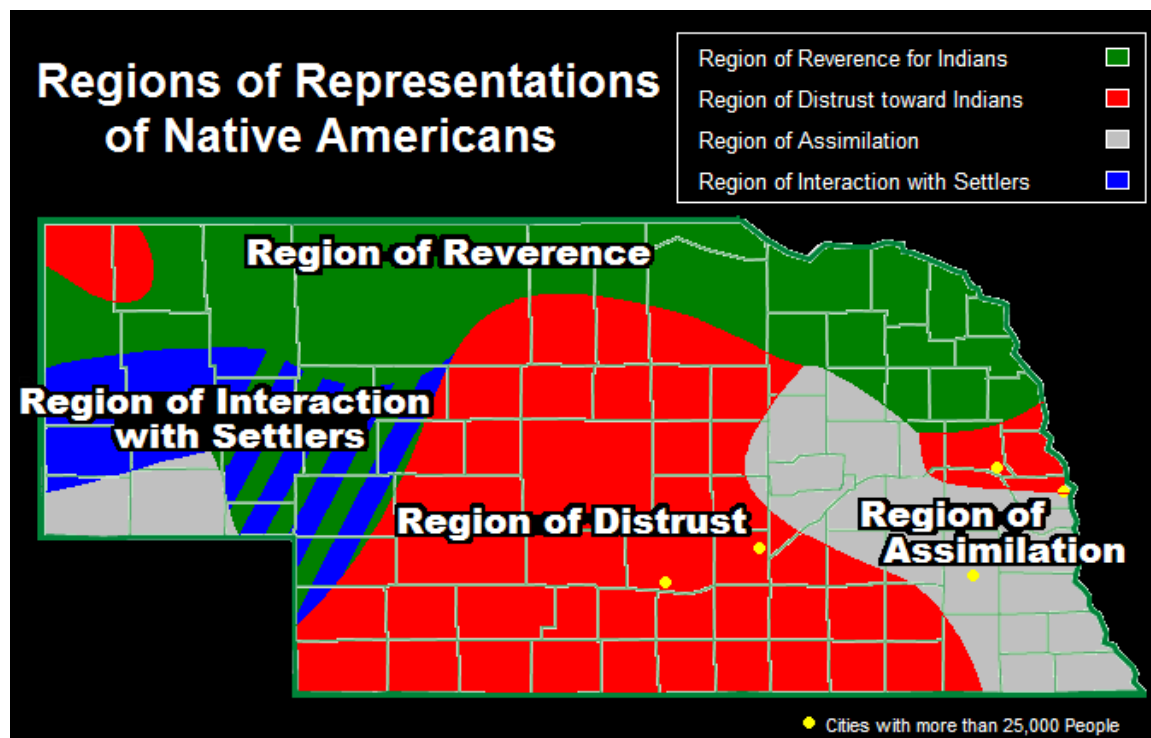 Regions of Representations
of Native Americans
Region of Reverence for Indians
Region of Distrust toward Indians
Region of Assimilation
Region of Interaction with Settlers
Region of Reverence
Region of Interaction
with Settlers
Region of Distrust
Region of
Assimilation
Cities with more than 25,000 People